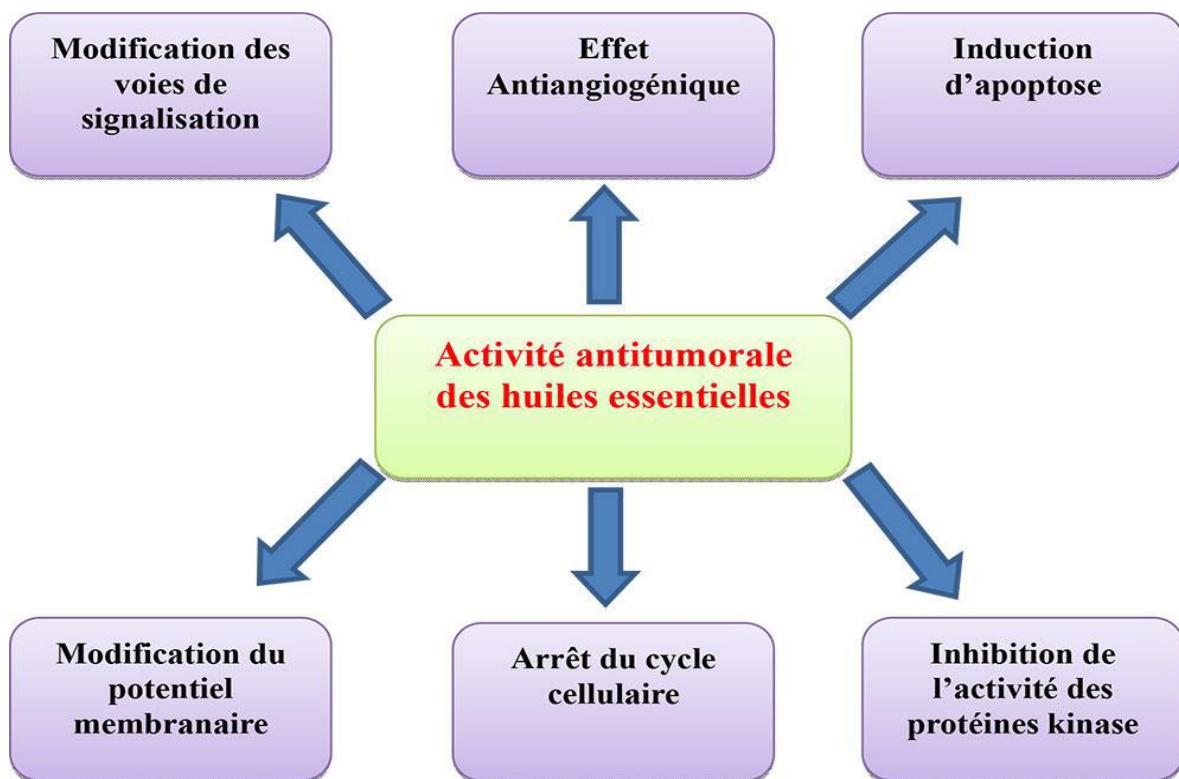 Modification des
voies de
signalisation
Effet
Antiangiogénique
Induction
d’apoptose
Activité antitumorale
des huiles essentielles
Modification du
potentiel
membranaire
Arrêt du cycle
cellulaire
Inhibition de
l’activité des
protéines kinase